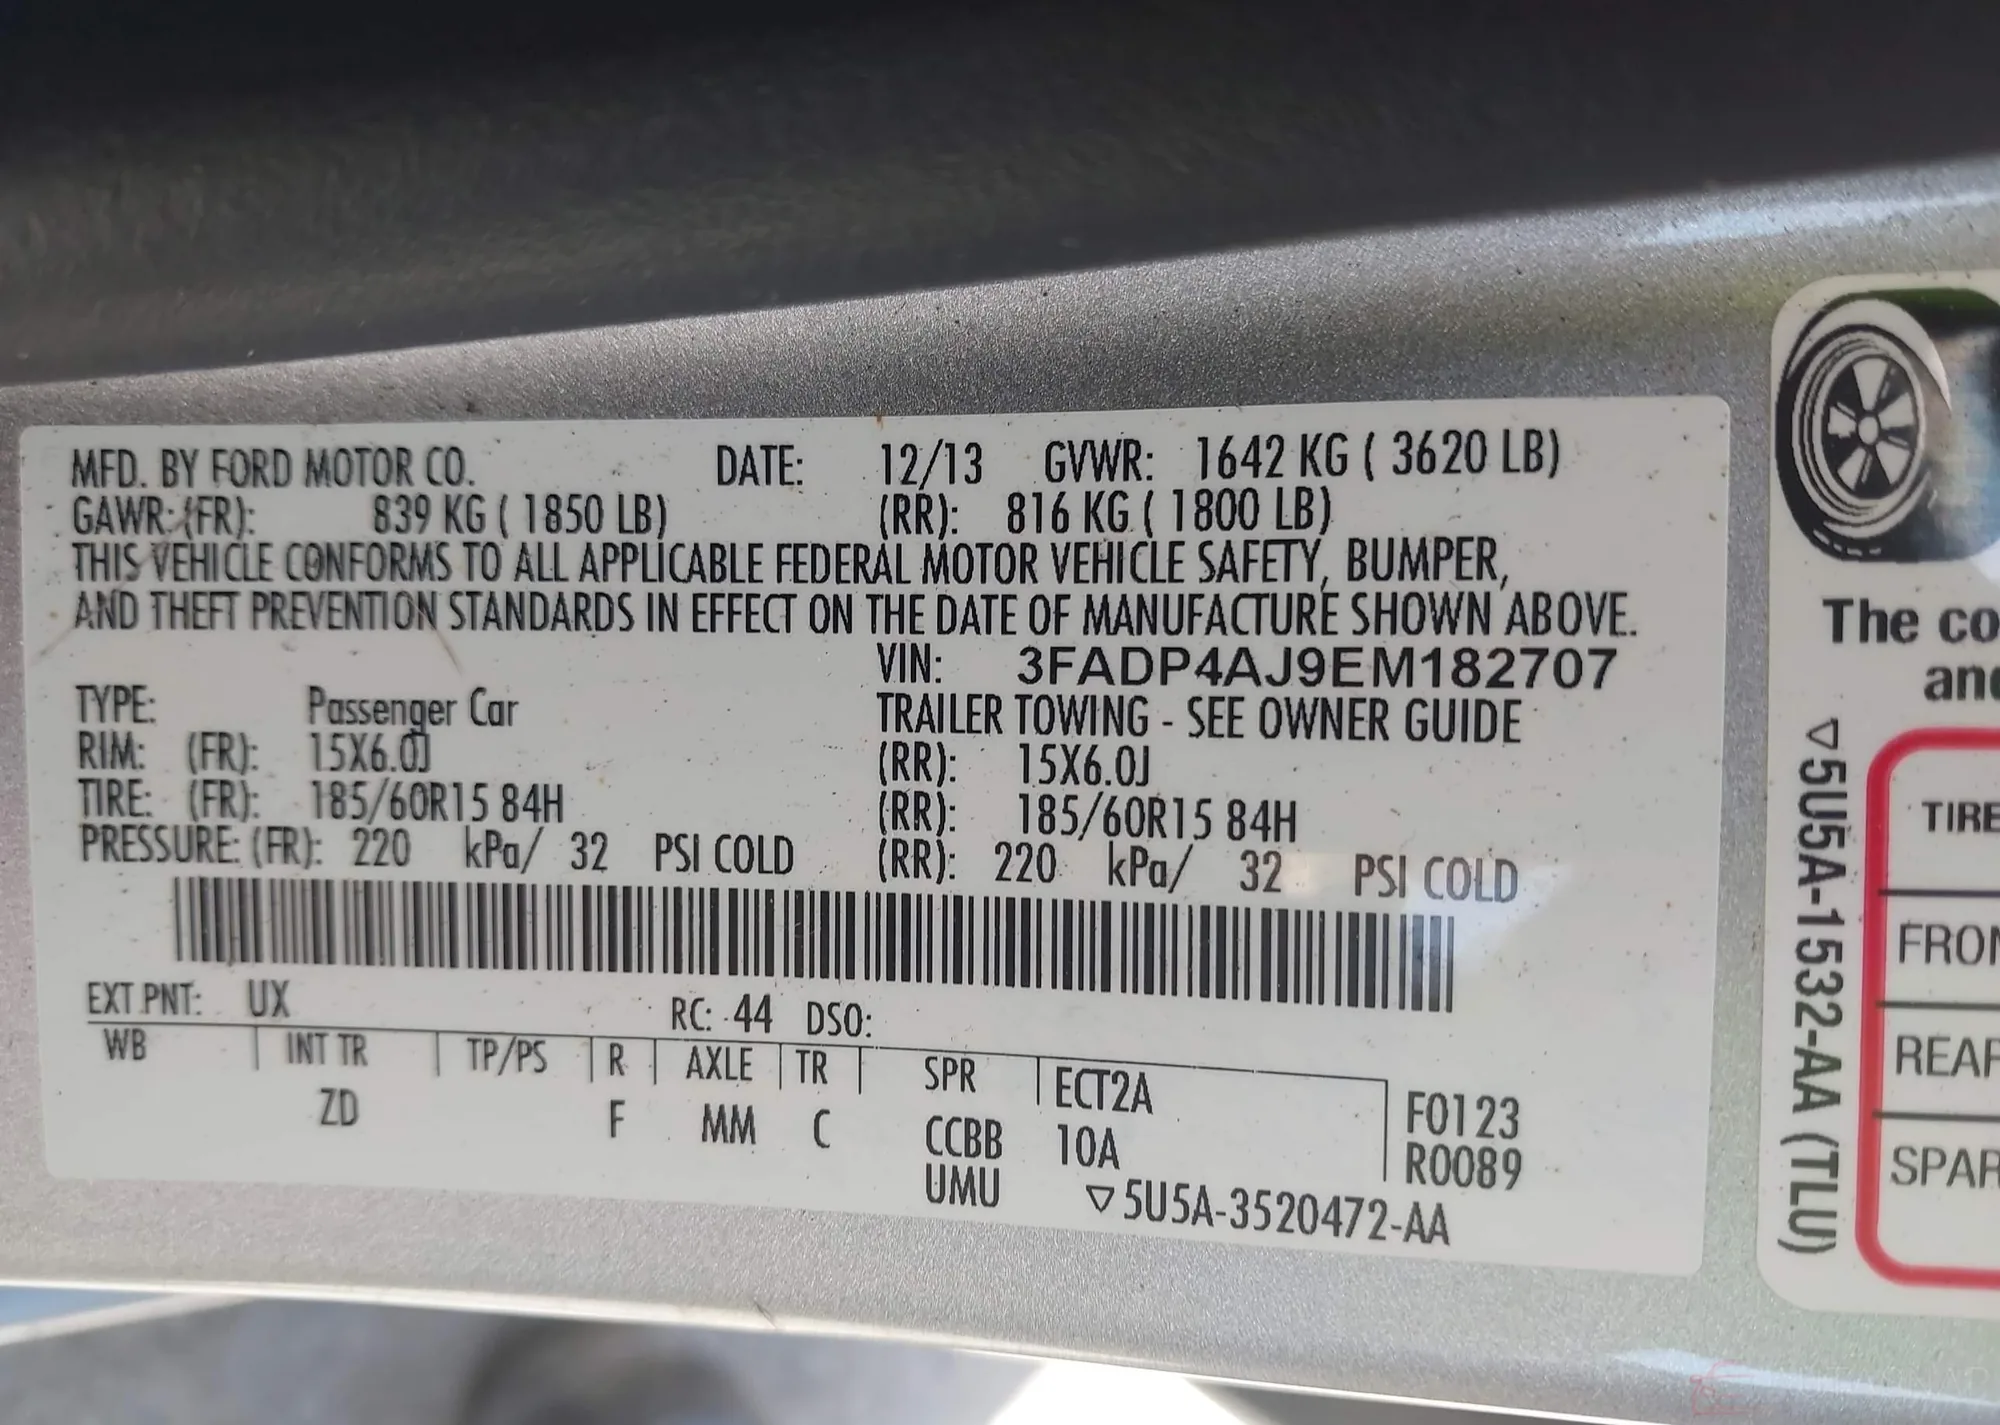 MFD. BY FORD MOTOR CO. DATE: 12/13 GVWR: 1642 KG ( 3620 LB)
GAWR: (FR): 839 KG ( 1850 LB) (RR): 816 KG ( 1800 LB)
THIS VEHICLE CONFORMS TO ALL APPLICABLE FEDERAL MOTOR VEHICLE SAFETY, BUMPER,
AND THEFT PREVENTION STANDARDS IN EFFECT ON THE DATE OF MANUFACTURE SHOWN ABOVE.
VIN: 3FADP4AJ9EM182707
TYPE: Passenger Car TRAILER TOWING - SEE OWNER GUIDE
RIM: (FR): 15X6.0J (RR): 15X6.0J
TIRE: (FR): 185/60R15 84H (RR): 185/60R15 84H
PRESSURE: (FR): 220 kPa/ 32 PSI COLD (RR): 220 kPa/ 32 PSI COLD
EXT PNT: UX RC: 44 DSO:
WB INT TR TP/PS R AXLE TR SPR ECT2A
ZD F MM C CCBB 10A
UMU
F0123
R0089
▽5U5A-3520472-AA
The co
and
▽5U5A-1532-AA (TLU)
TIRE
FRON
REAR
SPAR